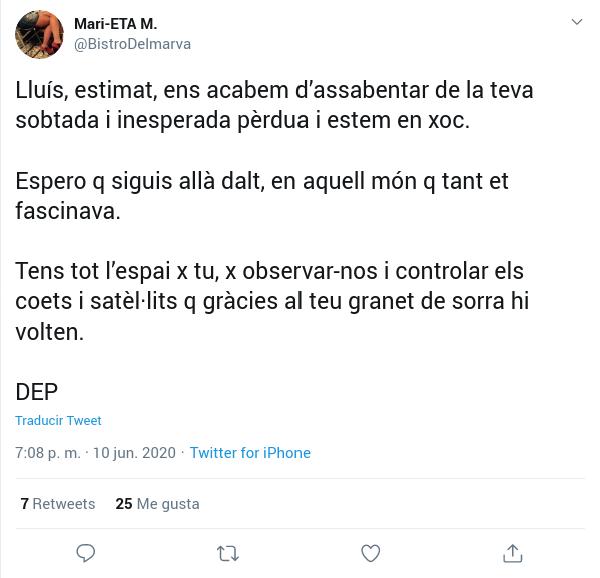 Mari-ETA M.
@BistroDelmarva
Lluís, estimat, ens acabem d’assabentar de la teva
sobtada i inesperada pèrdua i estem en xoc.
Espero q siguis allà dalt, en aquell món q tant et
fascinava.
Tens tot l’espai x tu, x observar-nos i controlar els
coets i satèl·lits q gràcies al teu granet de sorra hi
volten.
DEP
Traducir Tweet
7:08 p. m. · 10 jun. 2020 · Twitter for iPhone
7 Retweets 25 Me gusta